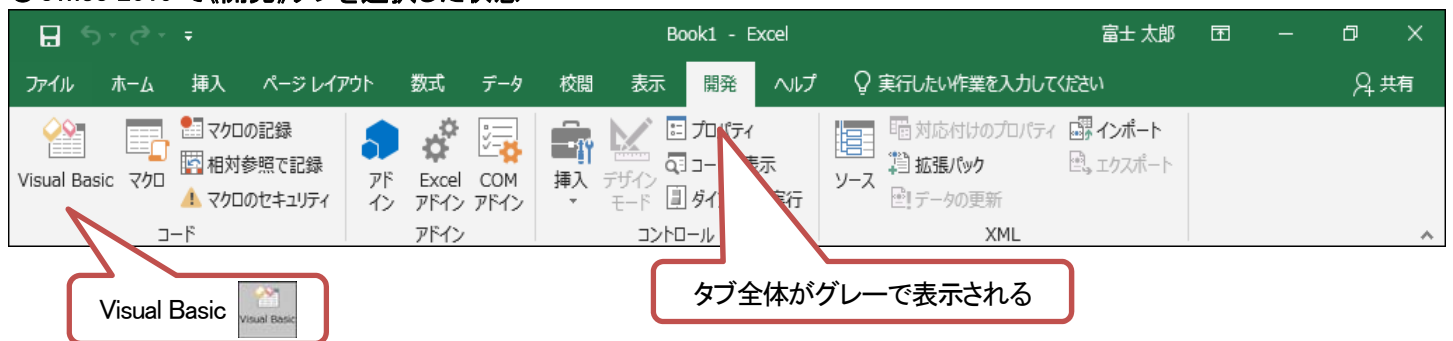 Book1 - Excel
富士 太郎
ファイル ホーム 挿入 ページ レイアウト 数式 データ 校閲 表示 開発 ヘルプ 実行したい作業を入力してください 共有
Visual Basic
マクロ
マクロの記録
相対参照で記録
マクロのセキュリティ
コード
アド
イン
Excel
アドイン
COM
アドイン
アドイン
挿入
デザイン
モード
プロパティ
コー 表示
ダイ 実行
コントロール
ソース
対応付けのプロパティ
拡張パック
データの更新
インポート
エクスポート
XML
Visual Basic
Visual Basic
タブ全体がグレーで表示される